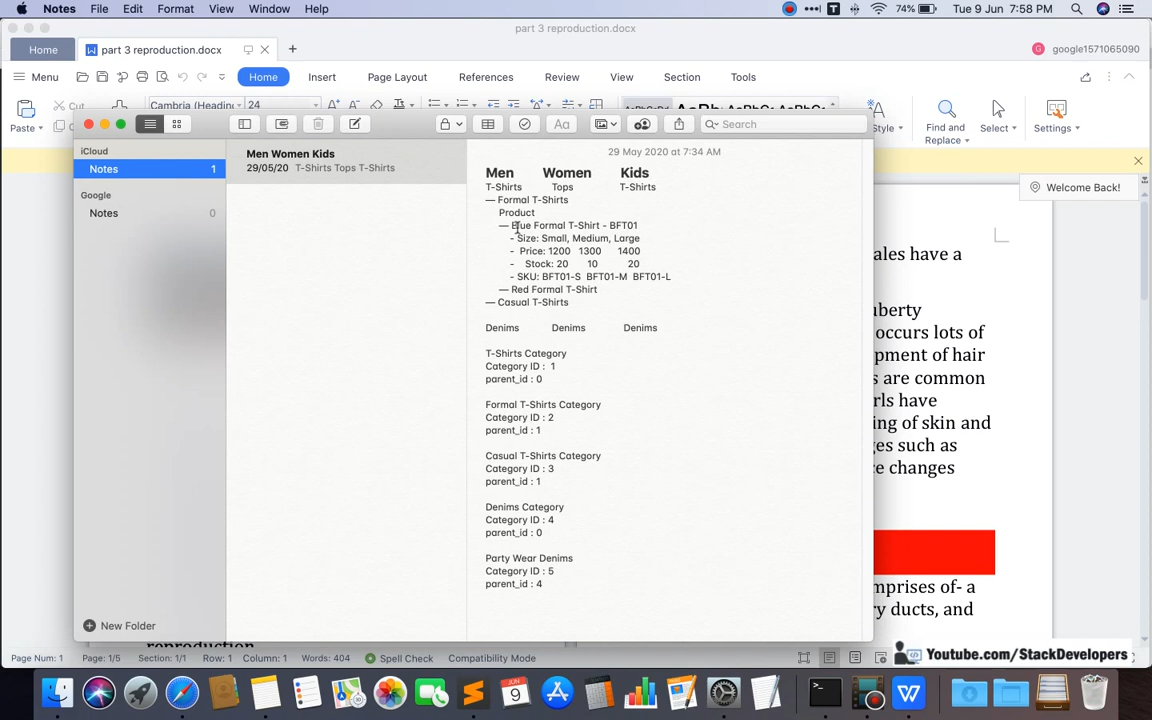 Notes File Edit Format View Window Help
74% Tue 9 Jun 7:58 PM
part 3 reproduction.docx
Home part 3 reproduction.docx google1571065090
Menu Home Insert Page Layout References Review View Section Tools
Cut Cambria (Heading 24
Paste Style Find and Replace Select Settings
Search
iCloud
Notes 1
Google
Notes 0
Men Women Kids
29/05/20 T-Shirts Tops T-Shirts
29 May 2020 at 7:34 AM
Men Women Kids
T-Shirts Tops T-Shirts
— Formal T-Shirts
Product
— Blue Formal T-Shirt - BFT01
- Size: Small, Medium, Large
- Price: 1200 1300 1400
- Stock: 20 10 20
- SKU: BFT01-S BFT01-M BFT01-L
— Red Formal T-Shirt
— Casual T-Shirts
Denims Denims Denims
T-Shirts Category
Category ID : 1
parent_id : 0
Formal T-Shirts Category
Category ID : 2
parent_id : 1
Casual T-Shirts Category
Category ID : 3
parent_id : 1
Denims Category
Category ID : 4
parent_id : 0
Party Wear Denims
Category ID : 5
parent_id : 4
New Folder
Welcome Back!
ales have a
uberty
occurs lots of
pment of hair
s are common
rls have
ing of skin and
ges such as
ce changes
mprises of- a
ry ducts, and
reproduction
Page Num: 1 Page: 1/5 Section: 1/1 Row: 1 Column: 1 Words: 404 Spell Check Compatibility Mode
Youtube.com/StackDevelopers
JUN
9